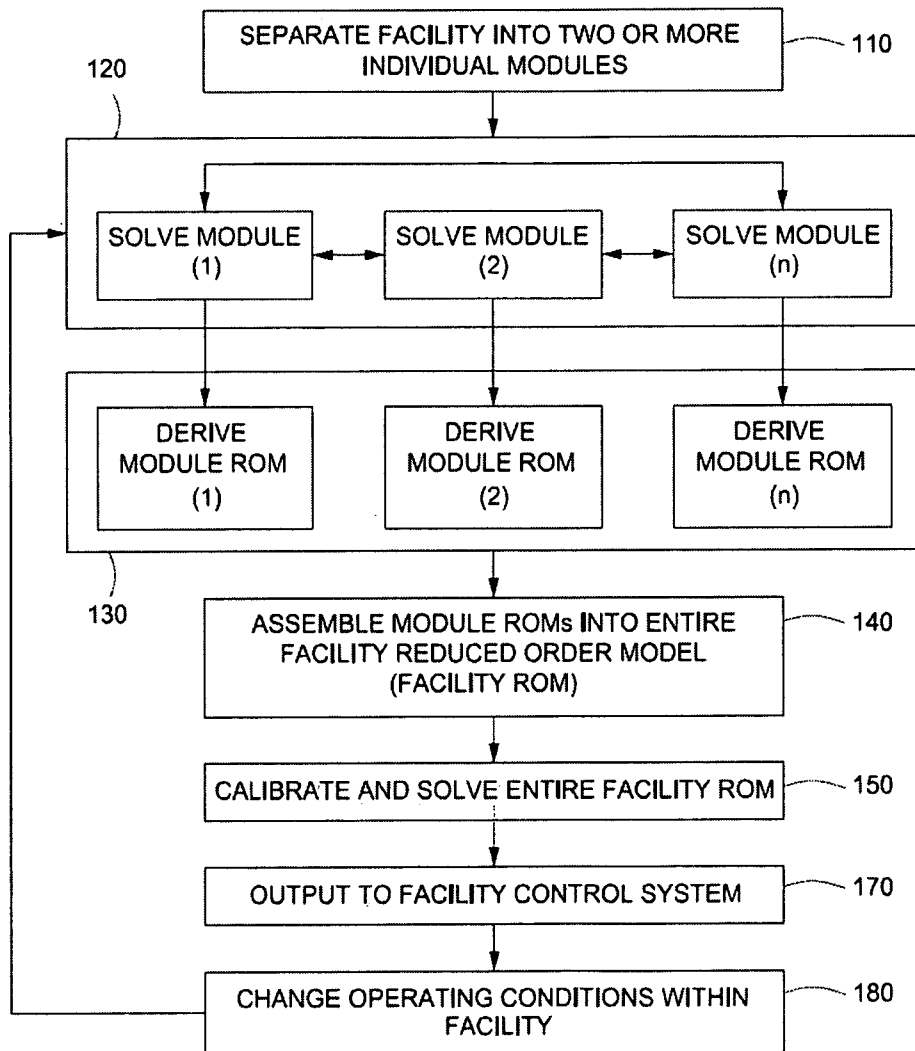 SEPARATE FACILITY INTO TWO OR MORE
INDIVIDUAL MODULES
110
120
SOLVE MODULE
(1)
SOLVE MODULE
(2)
SOLVE MODULE
(n)
DERIVE
MODULE ROM
(1)
DERIVE
MODULE ROM
(2)
DERIVE
MODULE ROM
(n)
130
ASSEMBLE MODULE ROMs INTO ENTIRE
FACILITY REDUCED ORDER MODEL
(FACILITY ROM)
140
CALIBRATE AND SOLVE ENTIRE FACILITY ROM
150
OUTPUT TO FACILITY CONTROL SYSTEM
170
CHANGE OPERATING CONDITIONS WITHIN
FACILITY
180